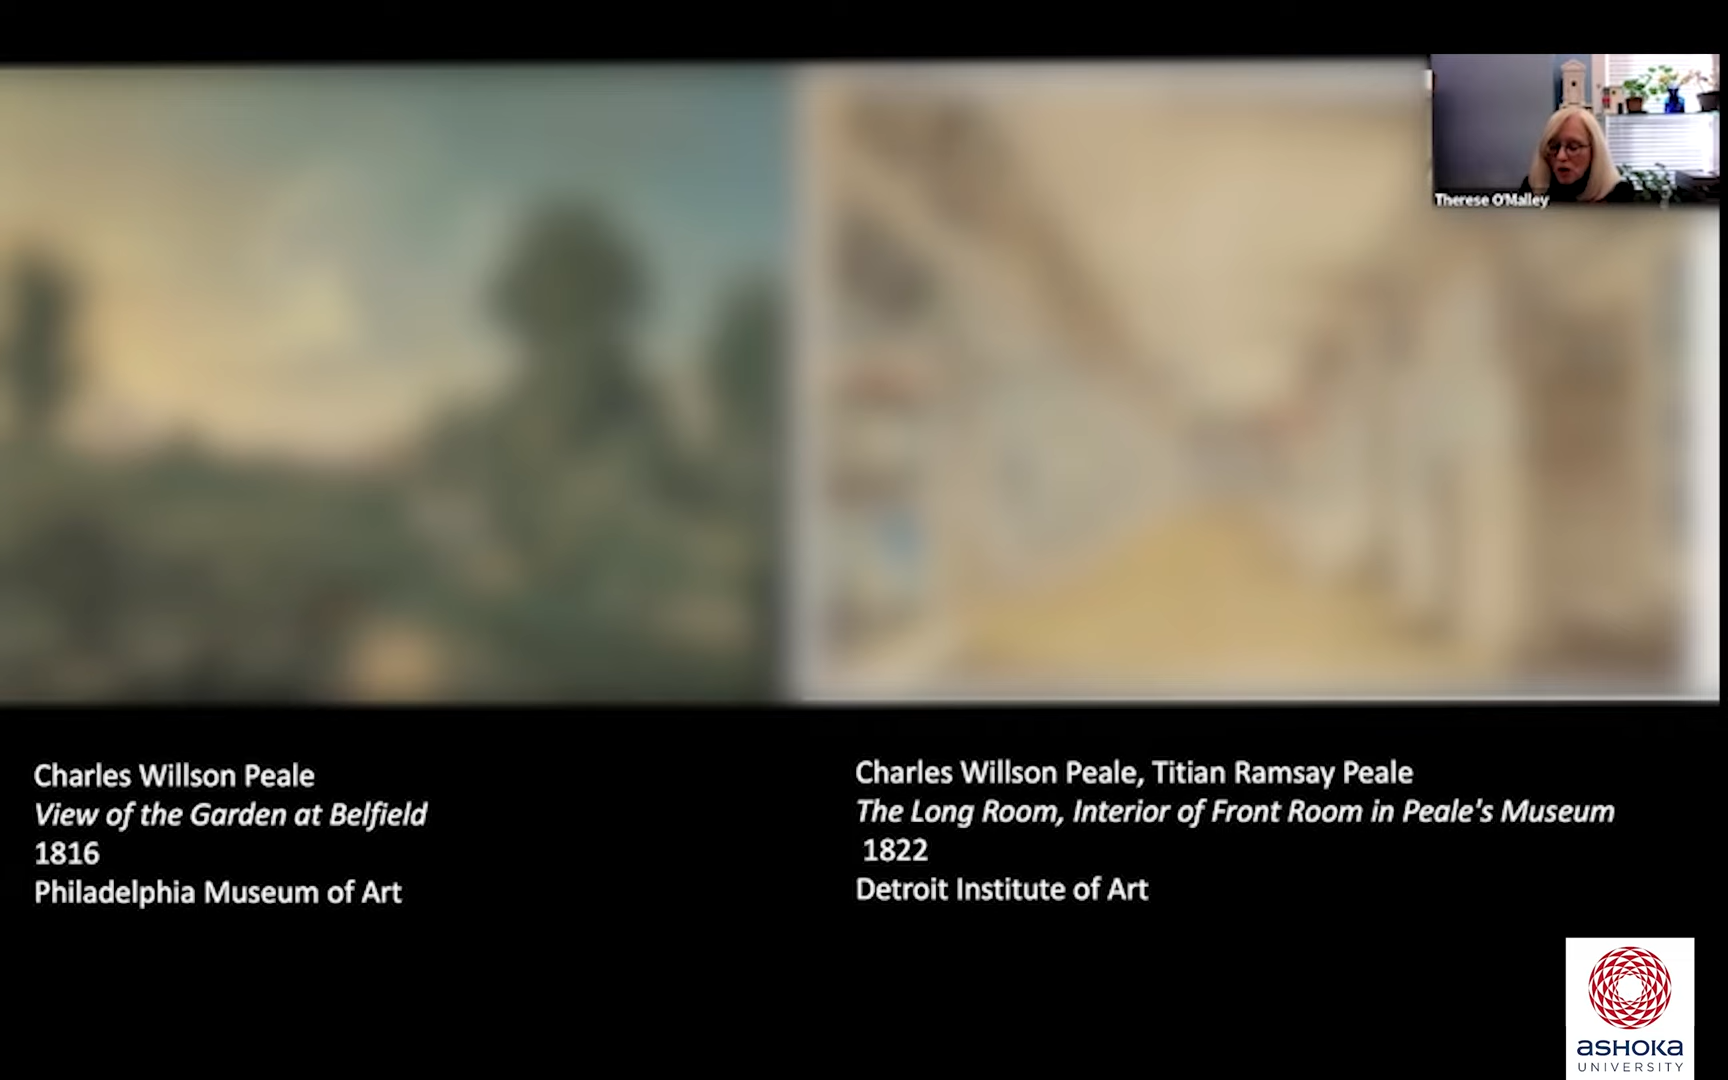 Therese O'Malley
Charles Willson Peale
View of the Garden at Belfield
1816
Philadelphia Museum of Art
Charles Willson Peale, Titian Ramsay Peale
The Long Room, Interior of Front Room in Peale's Museum
1822
Detroit Institute of Art
ASHOKA
UNIVERSITY